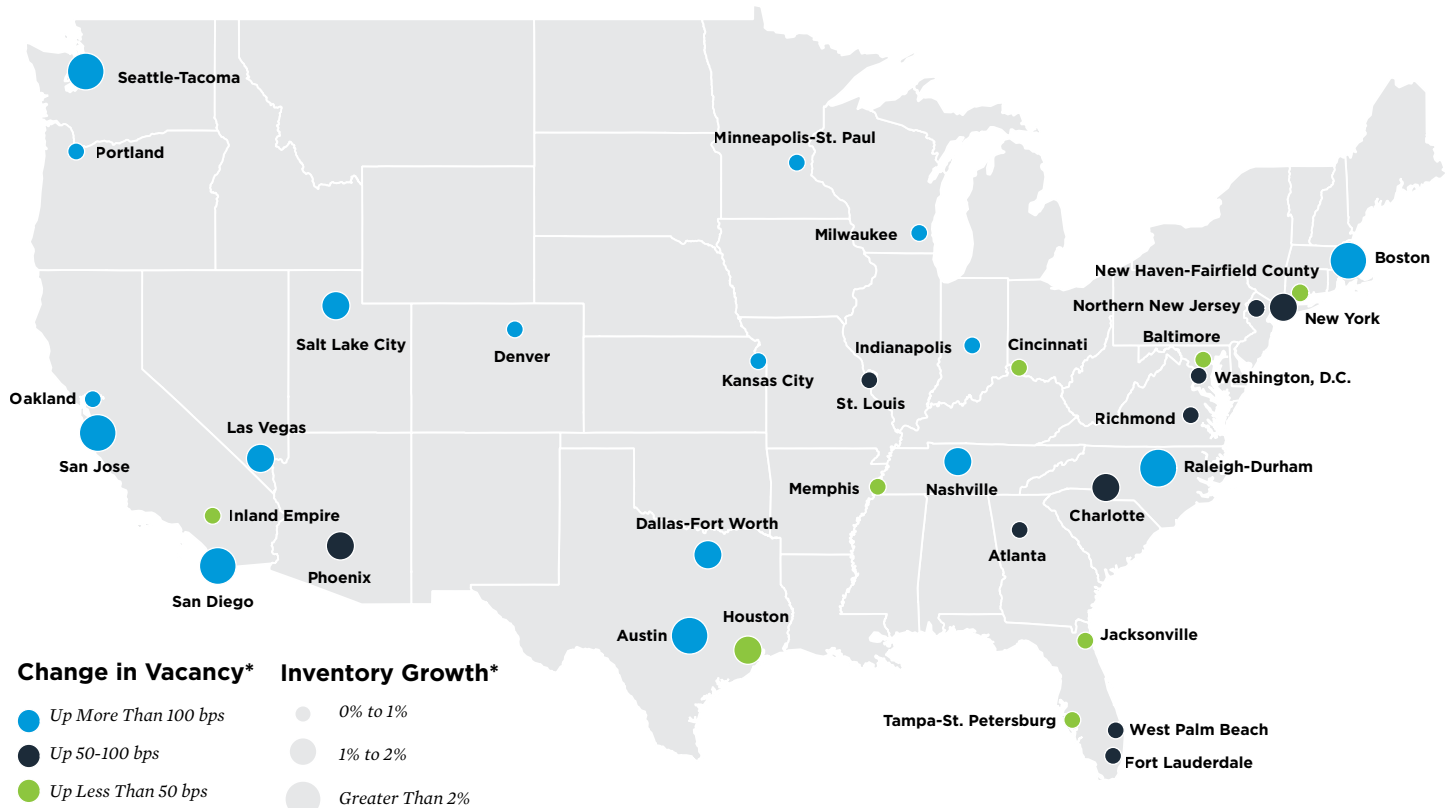 Seattle-Tacoma
Minneapolis-St. Paul
Portland
Milwaukee
Boston
New Haven-Fairfield County
Northern New Jersey
New York
Baltimore
Salt Lake City
Denver
Indianapolis
Cincinnati
Kansas City
Washington, D.C.
Oakland
St. Louis
Richmond
Las Vegas
San Jose
Raleigh-Durham
Memphis
Nashville
Inland Empire
Dallas-Fort Worth
Charlotte
Atlanta
Phoenix
San Diego
Houston
Austin
Jacksonville
Tampa-St. Petersburg
West Palm Beach
Fort Lauderdale
Change in Vacancy*
Up More Than 100 bps
Up 50-100 bps
Up Less Than 50 bps
Inventory Growth*
0% to 1%
1% to 2%
Greater Than 2%